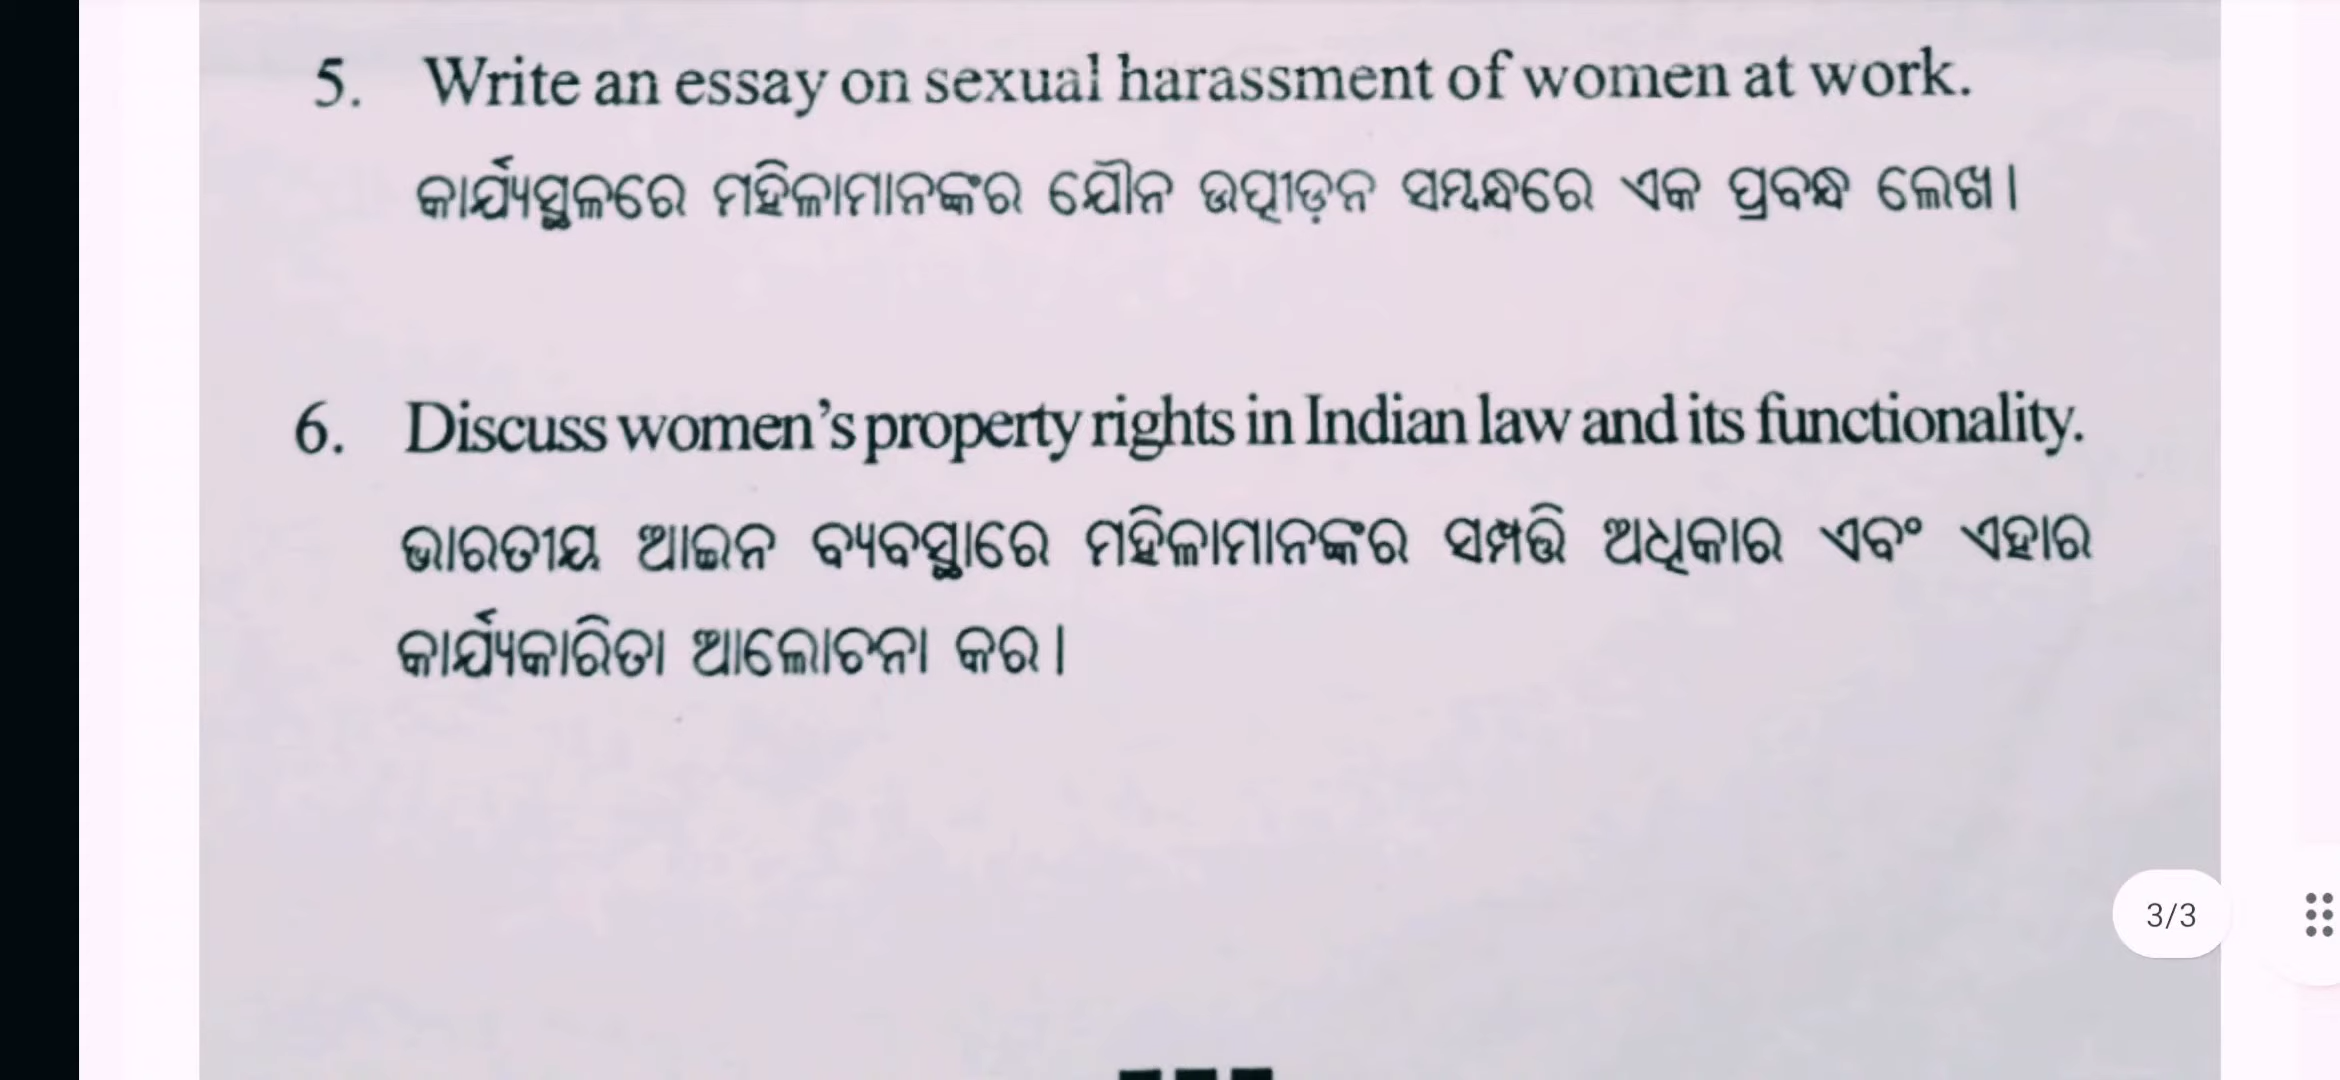 5. Write an essay on sexual harassment of women at work.
କାର୍ଯ୍ୟସ୍ଥଳରେ ମହିଳାମାନଙ୍କର ଯୌନ ଉତ୍ପୀଡ଼ନ ସମ୍ବନ୍ଧରେ ଏକ ପ୍ରବନ୍ଧ ଲେଖ।
6. Discuss women’s property rights in Indian law and its functionality.
ଭାରତୀୟ ଆଇନ ବ୍ୟବସ୍ଥାରେ ମହିଳାମାନଙ୍କର ସମ୍ପତ୍ତି ଅଧିକାର ଏବଂ ଏହାର
କାର୍ଯ୍ୟକାରିତା ଆଲୋଚନା କର।
3/3